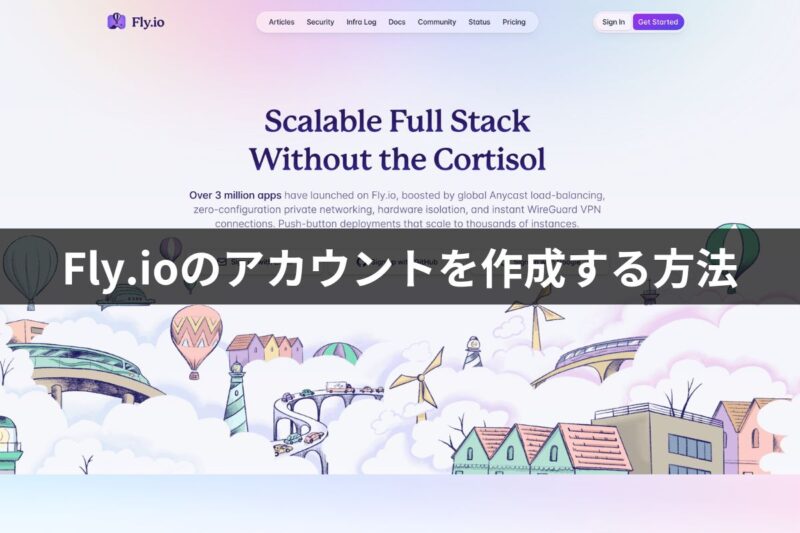 Fly.io
Articles Security Infra Log Docs Community Status Pricing
Sign In Get Started
Scalable Full Stack
Without the Cortisol
Over 3 million apps have launched on Fly.io, boosted by global Anycast load-balancing,
zero-configuration private networking, hardware isolation, and instant WireGuard VPN
connections. Push-button deployments that scale to thousands of instances.
Fly.ioのアカウントを作成する方法